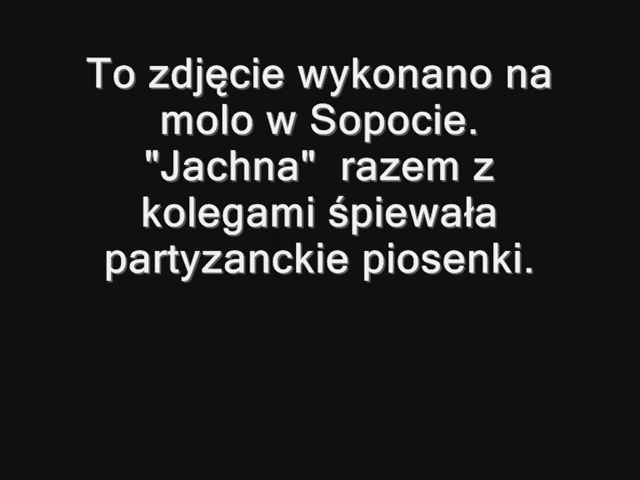 To zdjęcie wykonano na
molo w Sopocie.
"Jachna"  razem z
kolegami śpiewała
partyzanckie piosenki.